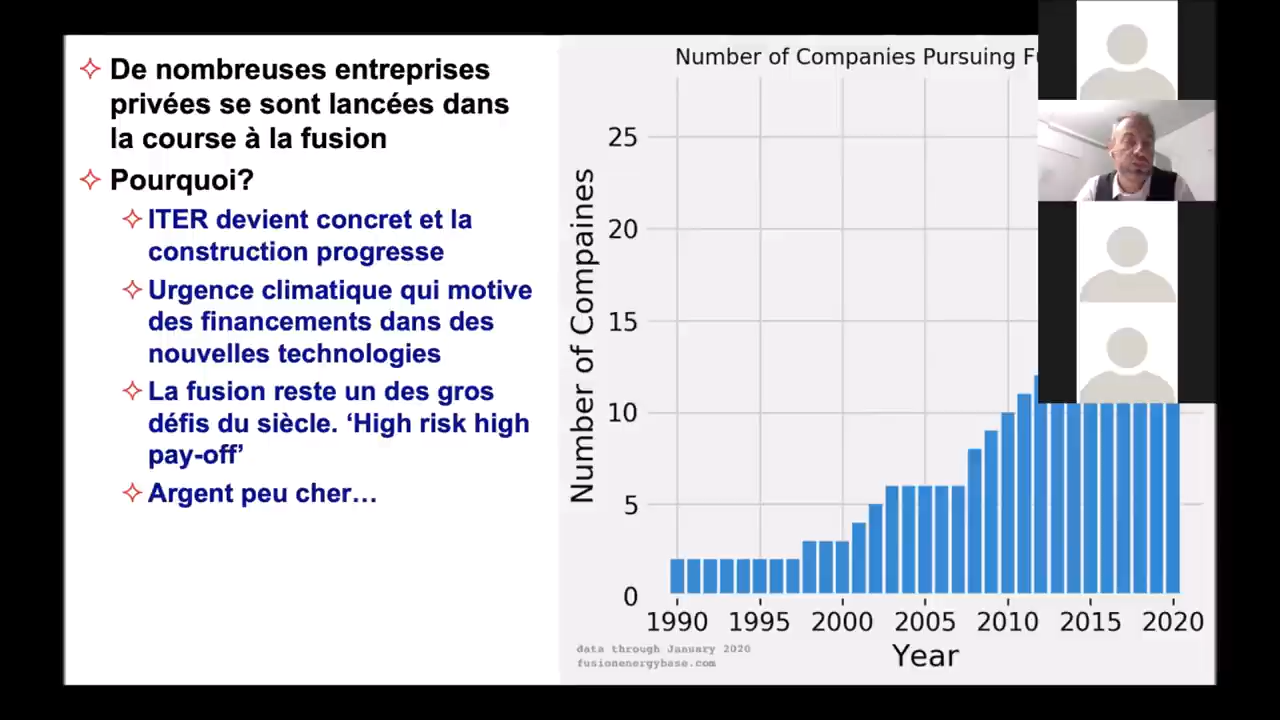 De nombreuses entreprises
privées se sont lancées dans
la course à la fusion
Pourquoi?
ITER devient concret et la
construction progresse
Urgence climatique qui motive
des financements dans des
nouvelles technologies
La fusion reste un des gros
défis du siècle. ‘High risk high
pay-off’
Argent peu cher…
Number of Companies Pursuing
Number of Compaines
25
20
15
10
5
0
1990 1995 2000 2005 2010 2015 2020
Year
data through January 2020
fusionenergybase.com